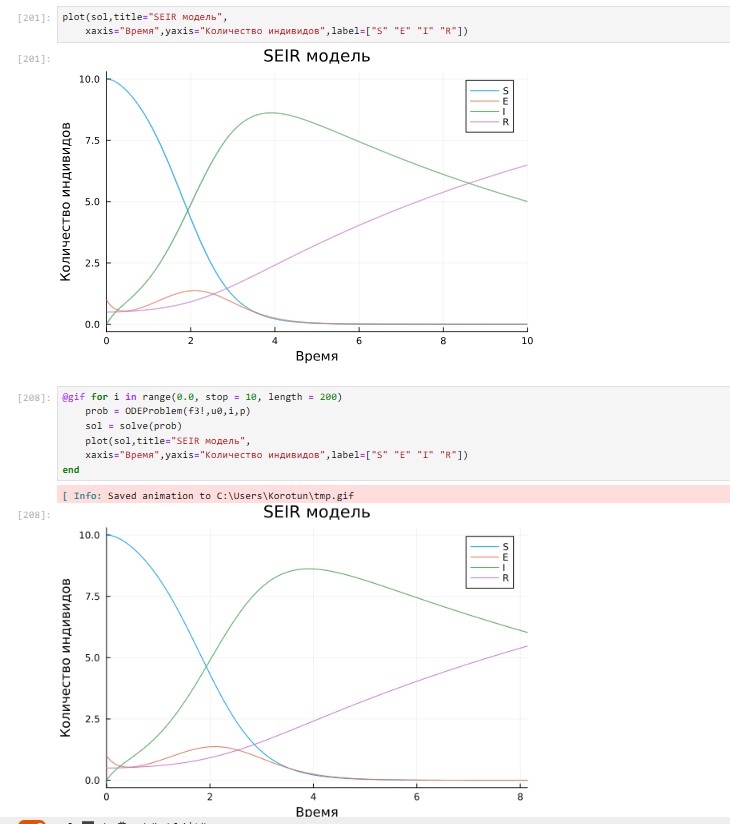 [201]:
plot(sol,title="SEIR модель",
xaxis="Время",yaxis="Количество индивидов",label=["S" "E" "I" "R"])
[201]:
SEIR модель
10.0
7.5
5.0
2.5
0.0
Количество индивидов
S
E
I
R
0 2 4 6 8 10
Время
[208]:
@gif for i in range(0.0, stop = 10, length = 200)
prob = ODEProblem(f3!,u0,i,p)
sol = solve(prob)
plot(sol,title="SEIR модель",
xaxis="Время",yaxis="Количество индивидов",label=["S" "E" "I" "R"])
end
[ Info: Saved animation to C:\Users\Korotun\tmp.gif
[208]:
SEIR модель
10.0
7.5
5.0
2.5
0.0
Количество индивидов
S
E
I
R
0 2 4 6 8
Время